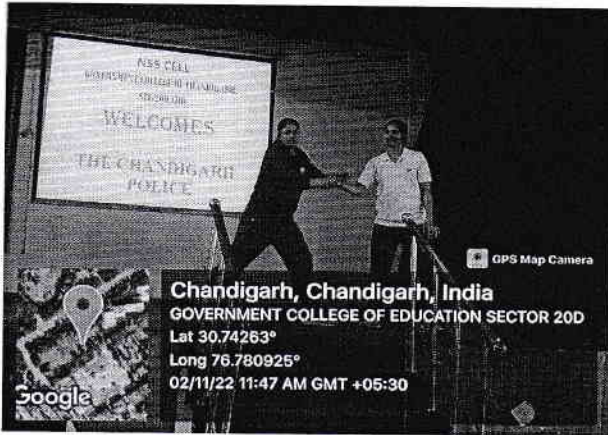 NSS CELL
WELCOMES
THE CHANDIGARH
POLICE
GPS Map Camera
Chandigarh, Chandigarh, India
GOVERNMENT COLLEGE OF EDUCATION SECTOR 20D
Lat 30.74263°
Long 76.780925°
02/11/22 11:47 AM GMT +05:30
Google